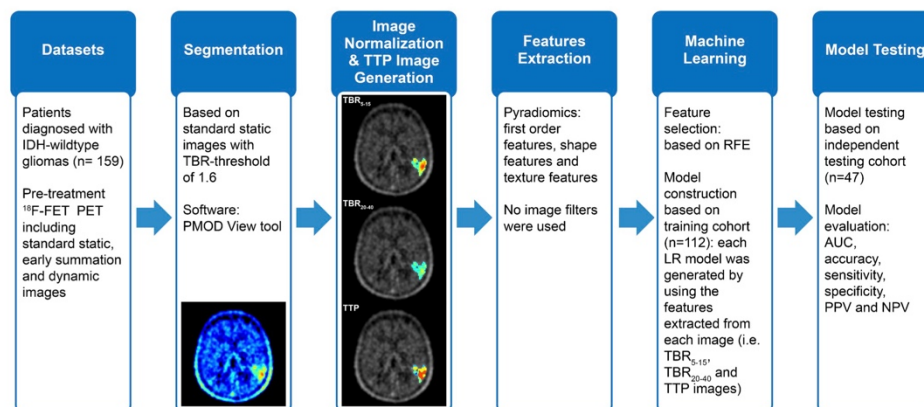 Datasets
Patients
diagnosed with
IDH-wildtype
gliomas (n= 159)
Pre-treatment
¹⁸F-FET PET
including
standard static,
early summation
and dynamic
images
Segmentation
Based on
standard static
images with
TBR-threshold
of 1.6
Software:
PMOD View tool
Image
Normalization
& TTP Image
Generation
TBR₅₋₁₅
TBR₂₀₋₄₀
TTP
Features
Extraction
Pyradiomics:
first order
features, shape
features and
texture features
No image filters
were used
Machine
Learning
Feature
selection:
based on RFE
Model
construction
based on
training cohort
(n=112): each
LR model was
generated by
using the
features
extracted from
each image (i.e.
TBR₅₋₁₅,
TBR₂₀₋₄₀ and
TTP images)
Model Testing
Model testing
based on
independent
testing cohort
(n=47)
Model
evaluation:
AUC,
accuracy,
sensitivity,
specificity,
PPV and NPV